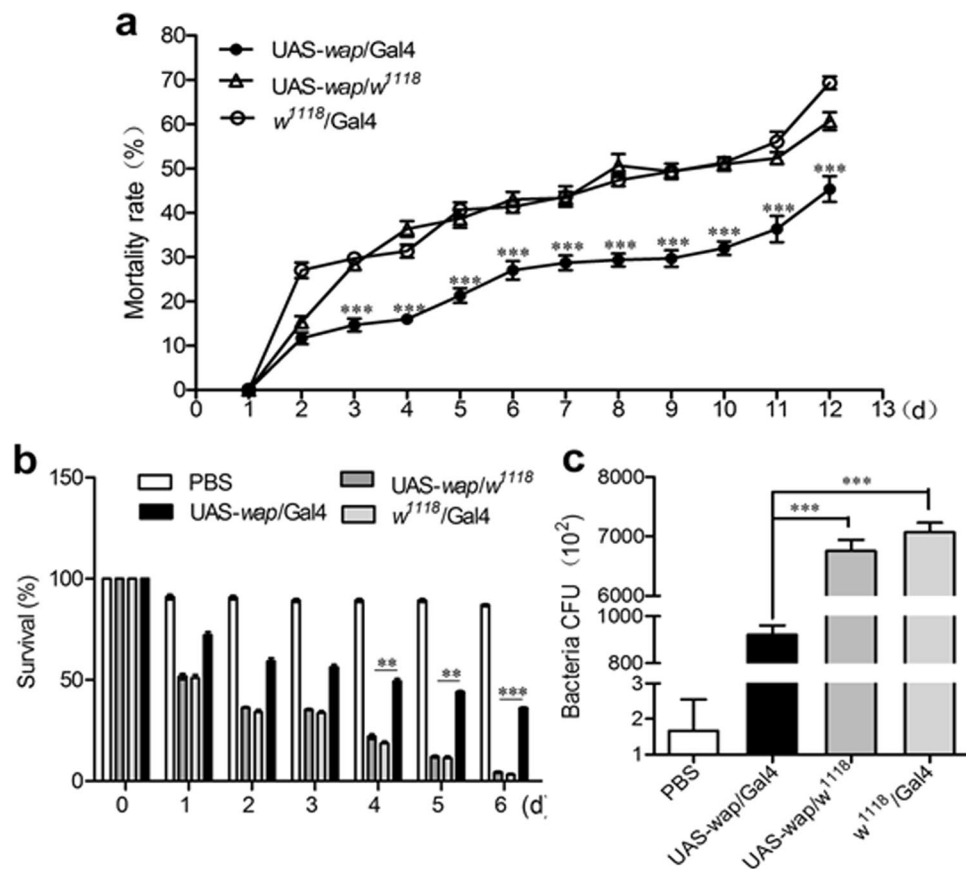 a
UAS-wap/Gal4
UAS-wap/w1118
w1118/Gal4
Mortality rate (%)
80
70
60
50
40
30
20
10
0
*** *** *** *** *** *** *** *** *** ***
0 1 2 3 4 5 6 7 8 9 10 11 12 13 (d)
b
PBS
UAS-wap/Gal4
UAS-wap/w1118
w1118/Gal4
Survival (%)
150
100
50
0
** ** ***
0 1 2 3 4 5 6 (d)
c
Bacteria CFU (102)
8000
7000
6000
1000
800
3
2
1
***
***
PBS
UAS-wap/Gal4
UAS-wap/w1118
w1118/Gal4